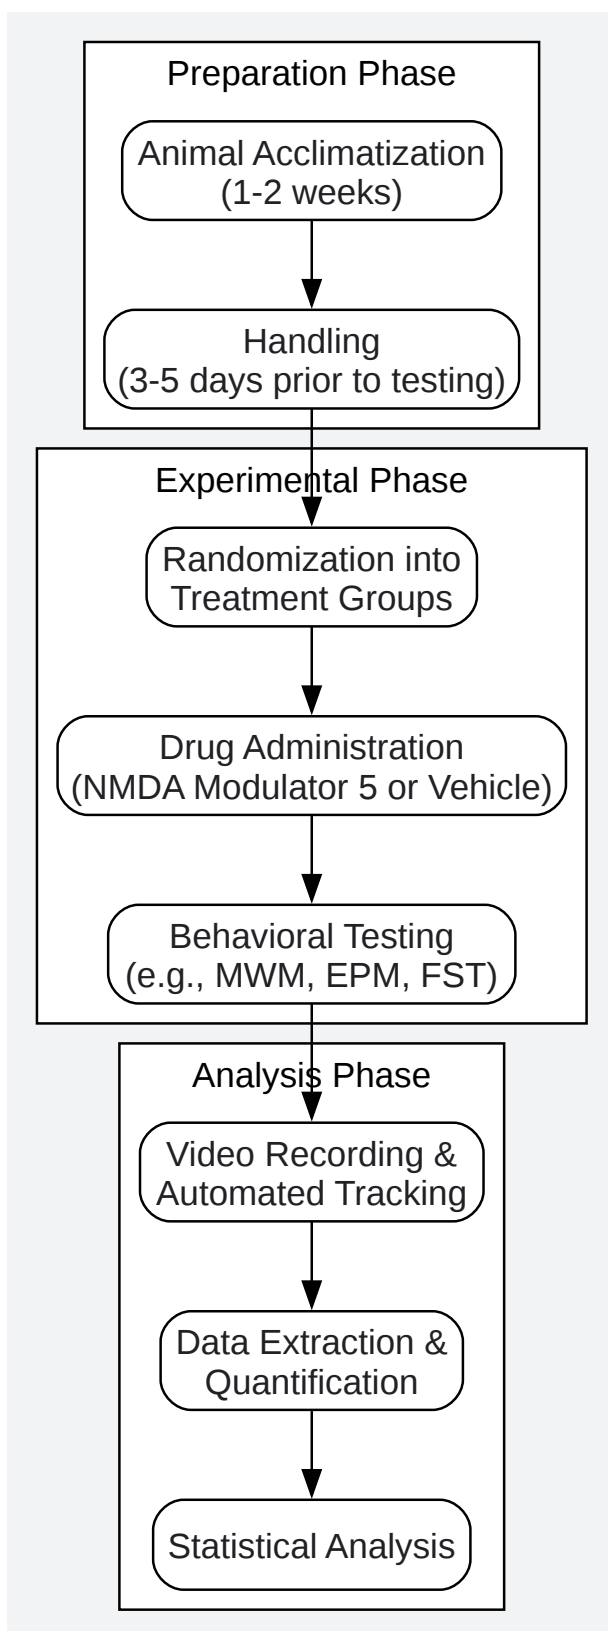 Preparation Phase
Animal Acclimatization
(1-2 weeks)
Handling
(3-5 days prior to testing)
Experimental Phase
Randomization into
Treatment Groups
Drug Administration
(NMDA Modulator 5 or Vehicle)
Behavioral Testing
(e.g., MWM, EPM, FST)
Analysis Phase
Video Recording &
Automated Tracking
Data Extraction &
Quantification
Statistical Analysis